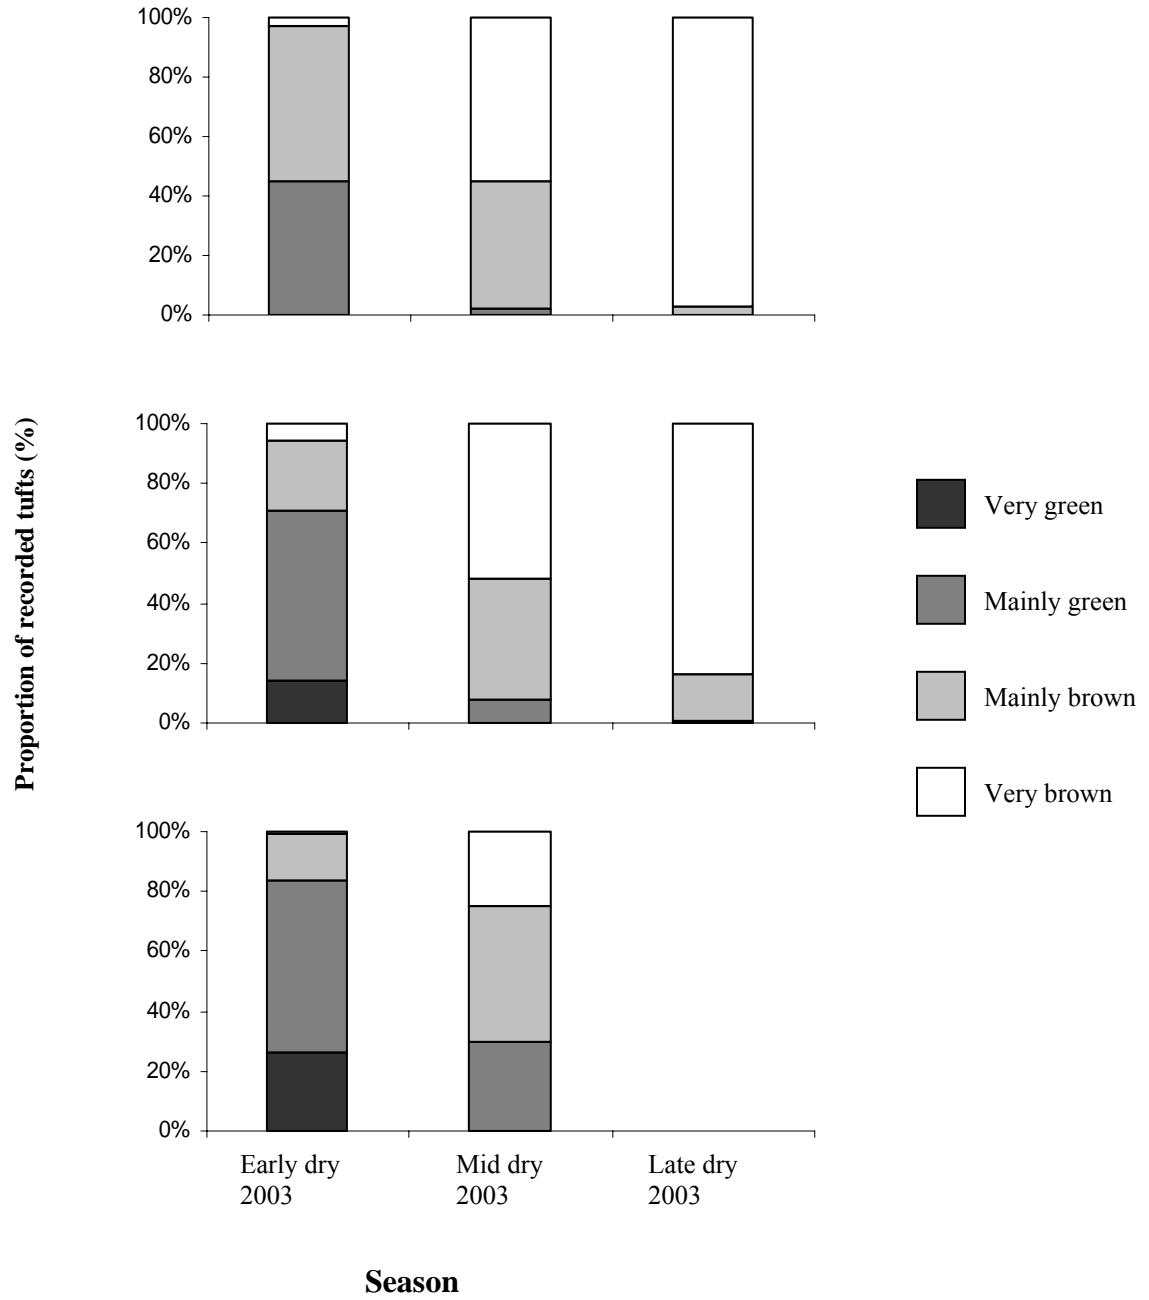 100%
80%
60%
40%
20%
0%
Proportion of recorded tufts (%)
100%
80%
60%
40%
20%
0%
Very green
Mainly green
Mainly brown
Very brown
100%
80%
60%
40%
20%
0%
Early dry
2003
Mid dry
2003
Late dry
2003
Season